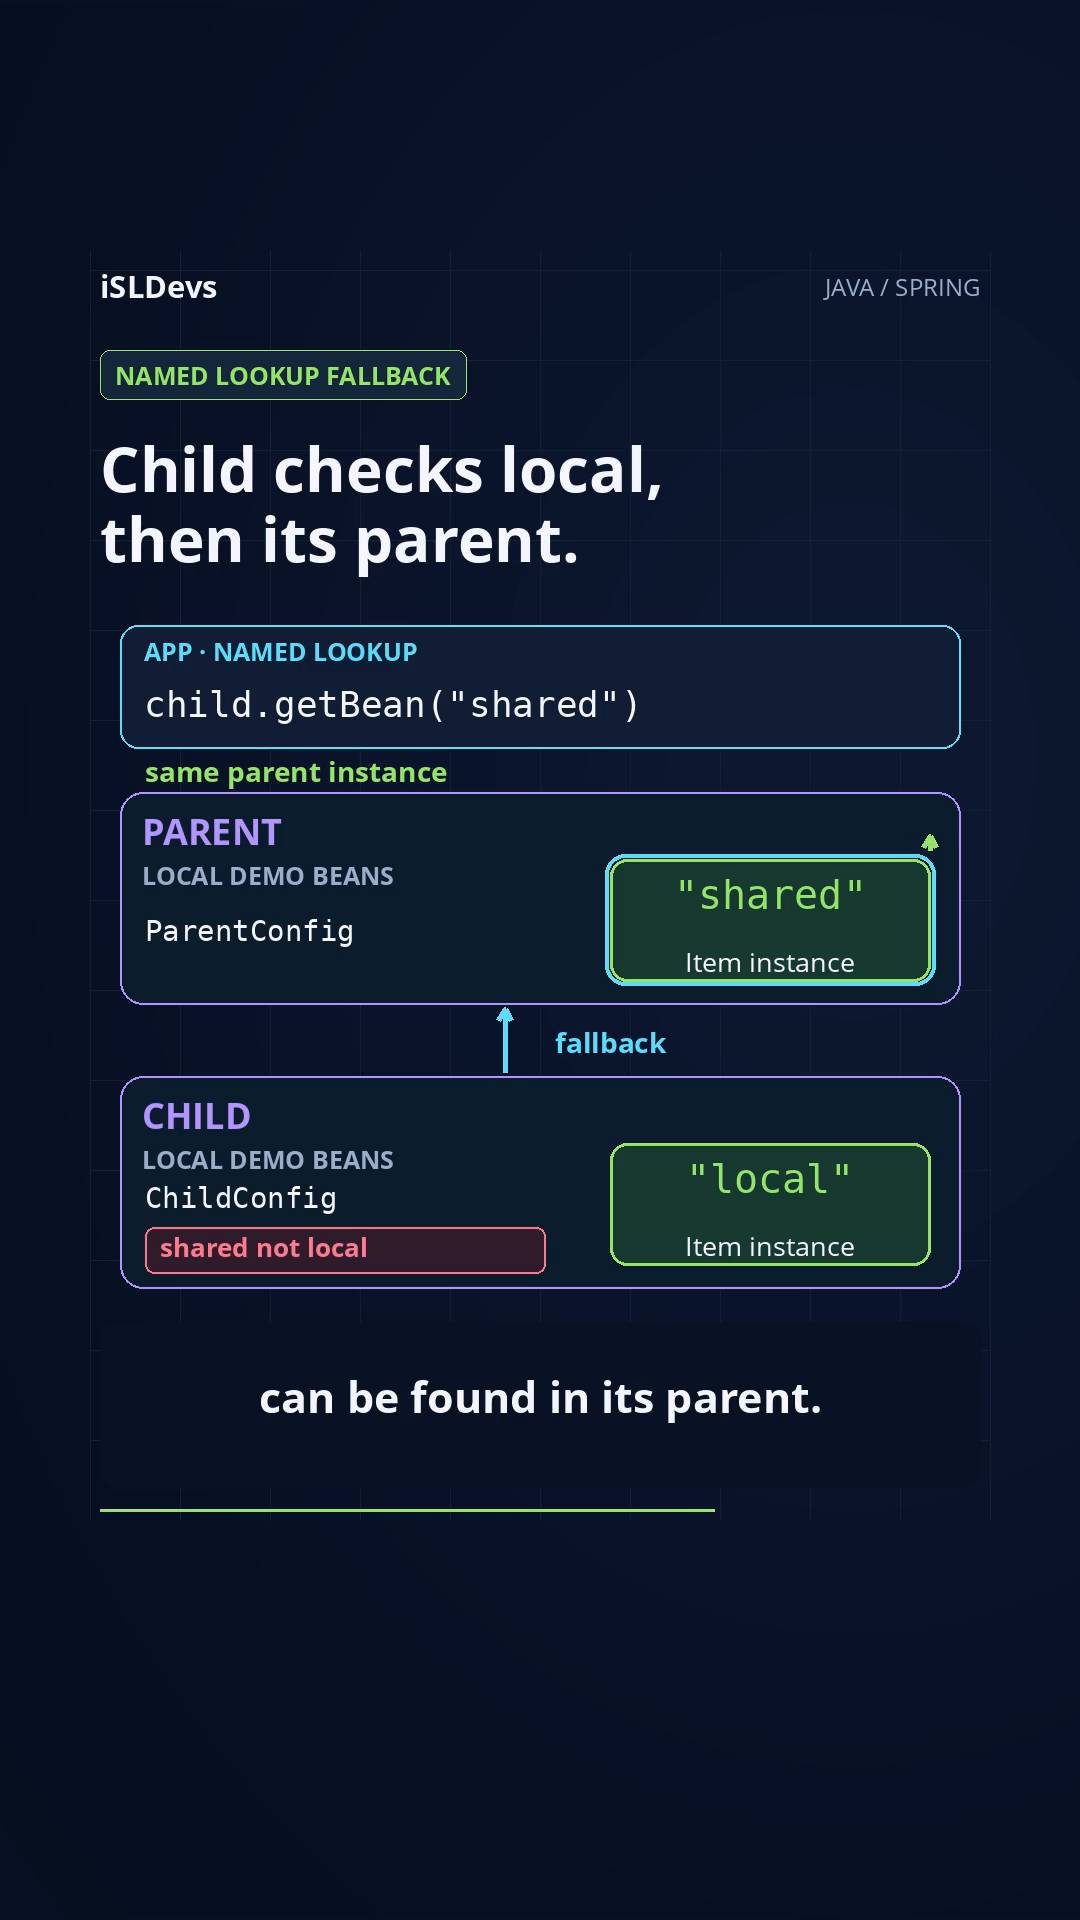 iSLDevs
JAVA / SPRING
NAMED LOOKUP FALLBACK
Child checks local,
then its parent.
APP · NAMED LOOKUP
child.getBean("shared")
same parent instance
PARENT
LOCAL DEMO BEANS
ParentConfig
"shared"
Item instance
fallback
CHILD
LOCAL DEMO BEANS
ChildConfig
shared not local
"local"
Item instance
can be found in its parent.